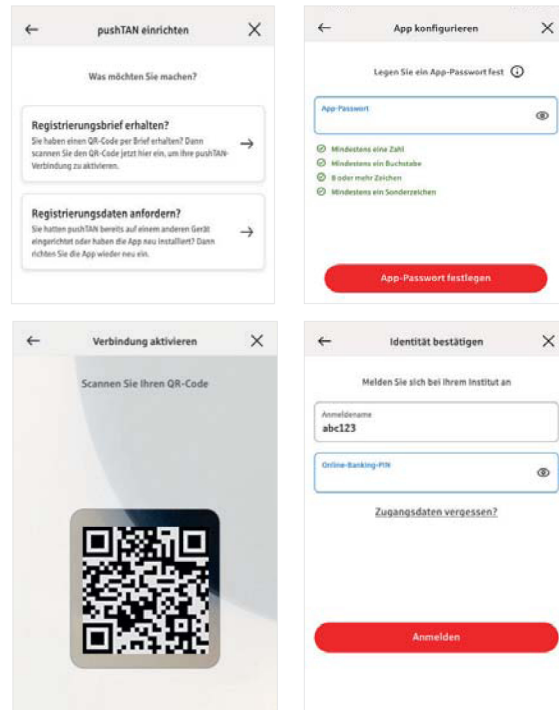 pushTAN einrichten
Was möchten Sie machen?
Registrierungsbrief erhalten?
Sie haben einen QR-Code per Brief erhalten? Dann
scannen Sie den QR-Code jetzt hier ein, um Ihre pushTAN-
Verbindung zu aktivieren.
Registrierungsdaten anfordern?
Sie hatten pushTAN bereits auf einem anderen Gerät
eingerichtet oder haben die App neu installiert? Dann
richten Sie die App wieder neu ein.
App konfigurieren
Legen Sie ein App-Passwort fest
App-Passwort
Mindestens eine Zahl
Mindestens ein Buchstabe
8 oder mehr Zeichen
Mindestens ein Sonderzeichen
App-Passwort festlegen
Verbindung aktivieren
Scannen Sie Ihren QR-Code
Identität bestätigen
Melden Sie sich bei Ihrem Institut an
Anmeldename
abc123
Online-Banking-PIN
Zugangsdaten vergessen?
Anmelden